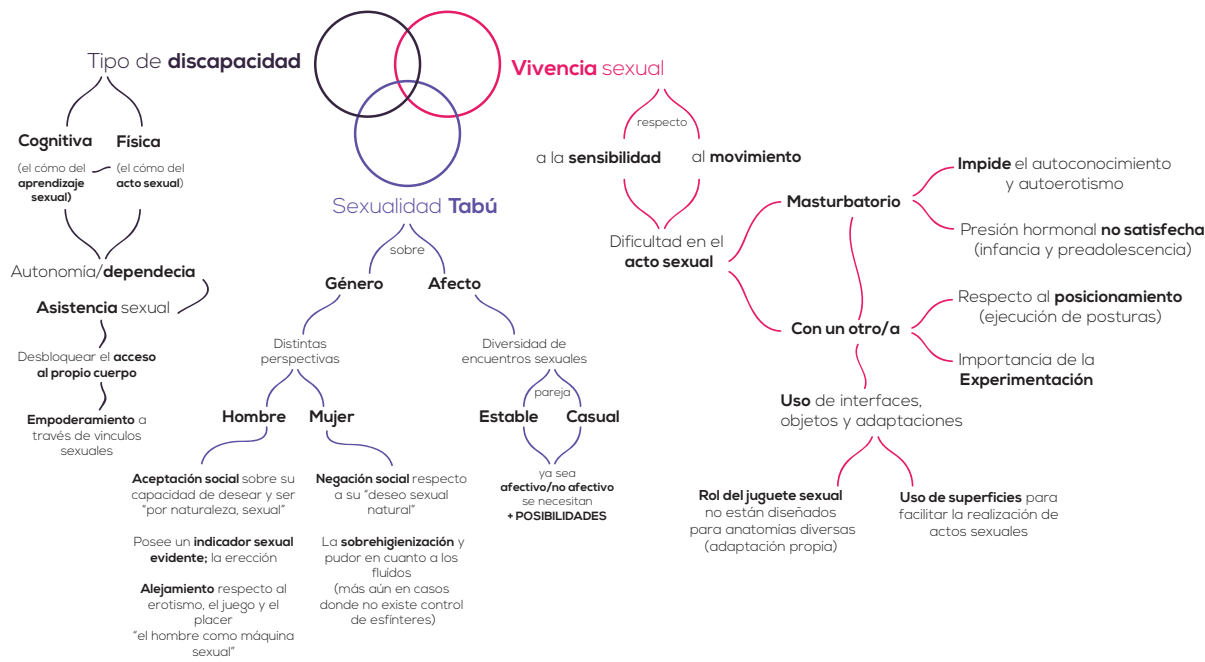 Tipo de discapacidad
Cognitiva
(el cómo del
aprendizaje
sexual)
Física
(el cómo del
acto sexual)
Autonomía/dependecia
Asistencia sexual
Desbloquear el acceso
al propio cuerpo
Empoderamiento a
través de vinculos
sexuales
Sexualidad Tabú
sobre
Género
Afecto
Distintas
perspectivas
Hombre
Mujer
Aceptación social sobre su
capacidad de desear y ser
"por naturaleza, sexual"
Posee un indicador sexual
evidente; la erección
Alejamiento respecto al
erotismo, el juego y el
placer
"el hombre como máquina
sexual"
Negación social respecto
a su "deseo sexual
natural"
La sobrehigienización y
pudor en cuanto a los
fluídos
(más aún en casos
donde no existe control
de esfínteres)
Diversidad de
encuentros sexuales
pareja
Estable
Casual
ya sea
afectivo/no afectivo
se necesitan
+ POSIBILIDADES
Vivencia sexual
respecto
a la sensibilidad
al movimiento
Dificultad en el
acto sexual
Masturbatorio
Impide el autoconocimiento
y autoerotismo
Presión hormonal no satisfecha
(infancia y preadolescencia)
Con un otro/a
Respecto al posicionamiento
(ejecución de posturas)
Importancia de la
Experimentación
Uso de interfaces,
objetos y adaptaciones
Rol del juguete sexual
no están diseñados
para anatomías diversas
(adaptación propia)
Uso de superficies para
facilitar la realización de
actos sexuales